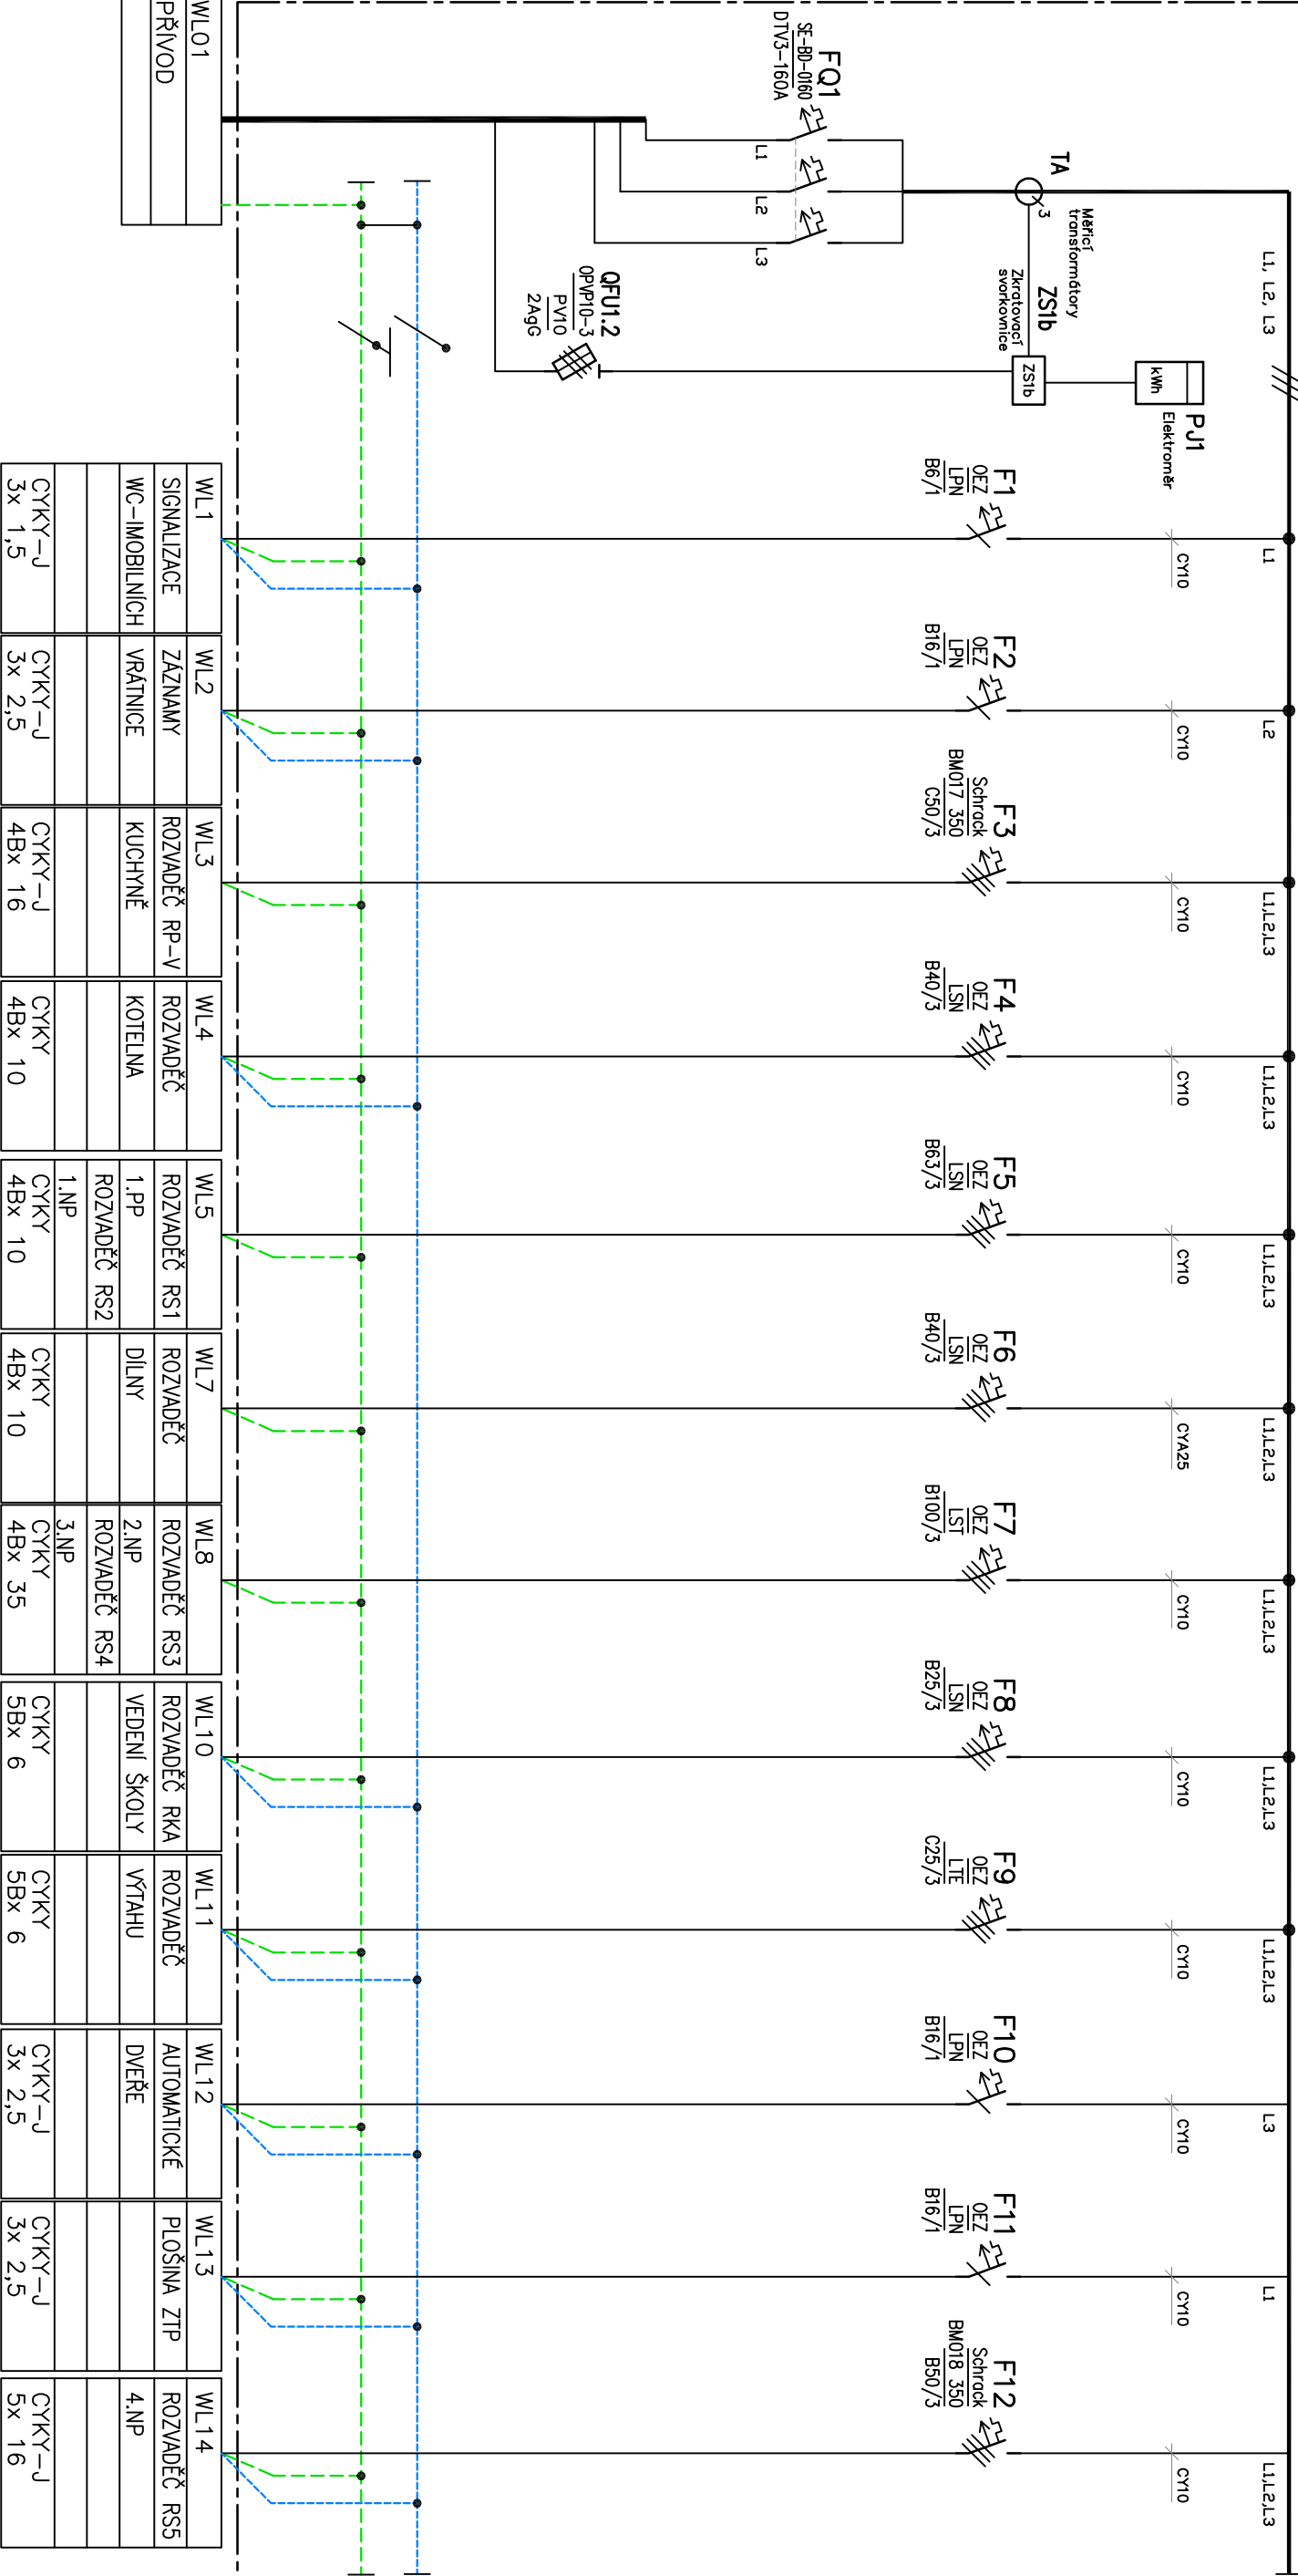 WL01
PŘÍVOD
FQ1
SE-BD-0160
DTV3-160A
L1
L2
L3
TA
3
Měřicí
transformátory
ZS1b
Zkratovací
svorkovnice
ZS1b
QFU1.2
OPVP10-3
PV10
2AgG
PJ1
Elektroměr
kWh
L1, L2, L3
F1
OEZ
LPN
B6/1
CY10
L1
F2
OEZ
LPN
B16/1
CY10
L2
F3
Schrack
BM017 350
C50/3
CY10
L1,L2,L3
F4
OEZ
LSN
B40/3
CY10
L1,L2,L3
F5
OEZ
LSN
B63/3
CY10
L1,L2,L3
F6
OEZ
LSN
B40/3
CYA25
L1,L2,L3
F7
OEZ
LST
B100/3
CY10
L1,L2,L3
F8
OEZ
LSN
B25/3
CY10
L1,L2,L3
F9
OEZ
LTE
C25/3
CY10
L1,L2,L3
F10
OEZ
LPN
B16/1
CY10
L3
F11
OEZ
LPN
B16/1
CY10
L1
F12
Schrack
BM018 350
B50/3
CY10
L1,L2,L3
WL1
SIGNALIZACE
WC-IMOBILNÍCH
CYKY-J
3x 1,5
WL2
ZÁZNAMY
VRÁTNICE
CYKY-J
3x 2,5
WL3
ROZVADĚČ RP-V
KUCHYNĚ
CYKY-J
4Bx 16
WL4
ROZVADĚČ
KOTELNA
CYKY
4Bx 10
WL5
ROZVADĚČ RS1
1.PP
ROZVADĚČ RS2
1.NP
CYKY
4Bx 10
WL7
ROZVADĚČ
DÍLNY
CYKY
4Bx 10
WL8
ROZVADĚČ RS3
2.NP
ROZVADĚČ RS4
3.NP
CYKY
4Bx 35
WL10
ROZVADĚČ RKA
VEDENÍ ŠKOLY
CYKY
5Bx 6
WL11
ROZVADĚČ
VÝTAHU
CYKY
5Bx 6
WL12
AUTOMATICKÉ
DVEŘE
CYKY-J
3x 2,5
WL13
PLOŠINA ZTP
CYKY-J
3x 2,5
WL14
ROZVADĚČ RS5
4.NP
CYKY-J
5x 16